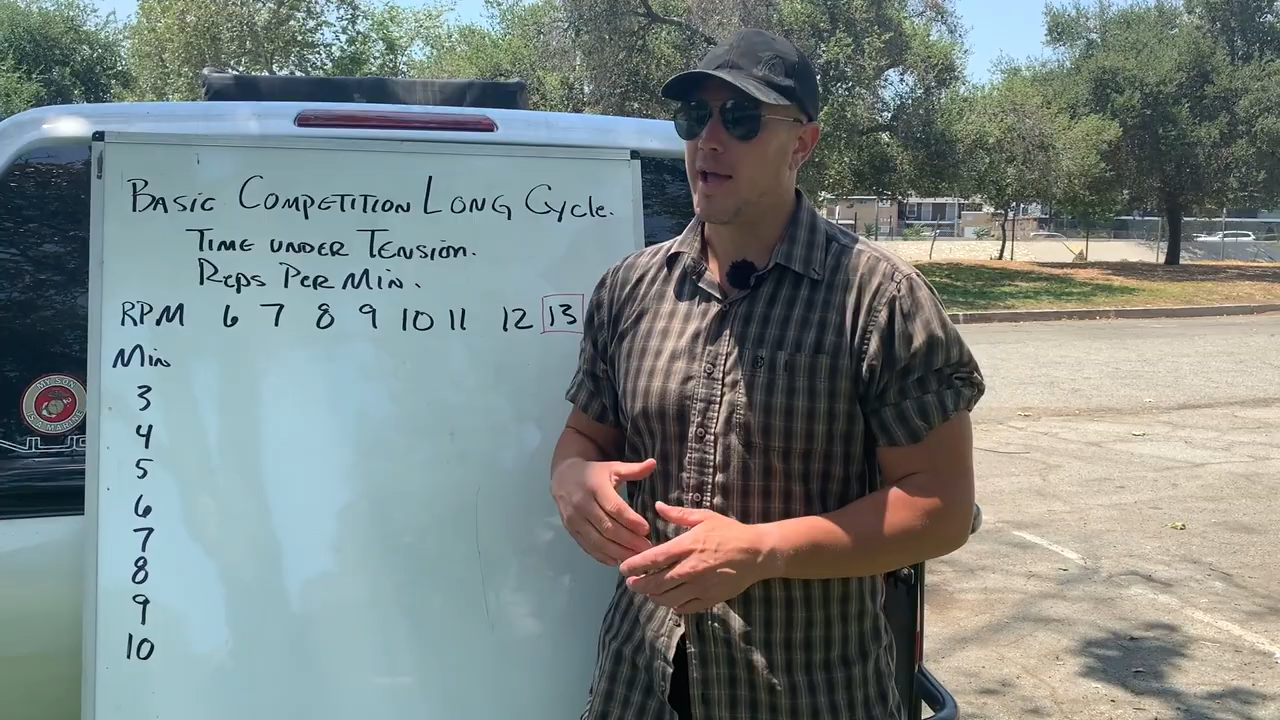 Basic Competition Long Cycle.
Time under Tension.
Reps Per Min.
RPM 6 7 8 9 10 11 12 13
Min
3
4
5
6
7
8
9
10
MY SON
IS A MARINE